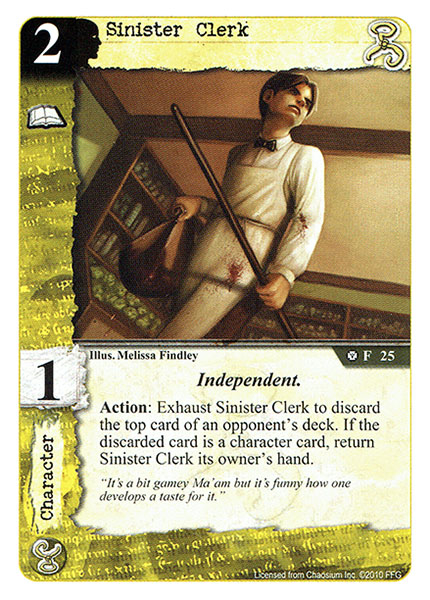 2
Sinister Clerk
Illus. Melissa Findley
F 25
1
Independent.
Action: Exhaust Sinister Clerk to discard
the top card of an opponent's deck. If the
discarded card is a character card, return
Sinister Clerk its owner's hand.
"It's a bit gamey Ma'am but it's funny how one
develops a taste for it."
Character
Licensed from Chaosium Inc. ©2010 FFG